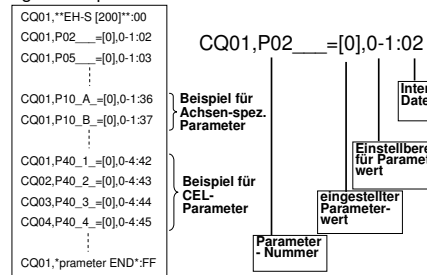 CQ01,**EH-S [200]**:00
CQ01,P02___=[0],0-1:02
CQ01,P05___=[0],0-1:03
CQ01,P10_A_=[0],0-1:36
CQ01,P10_B_=[0],0-1:37
CQ01,P40_1_=[0],0-4:42
CQ02,P40_2_=[0],0-4:43
CQ03,P40_3_=[0],0-4:44
CQ04,P40_4_=[0],0-4:45
CQ01,*prameter END*:FF
Beispiel für
Achsen-spez.
Parameter
Beispiel für
CEL-
Parameter
CQ01,P02___=[0],0-1:02
Inter
Date
Einstellbere
für Paramet
wert
eingestellter
Parameter-
wert
Parameter
- Nummer